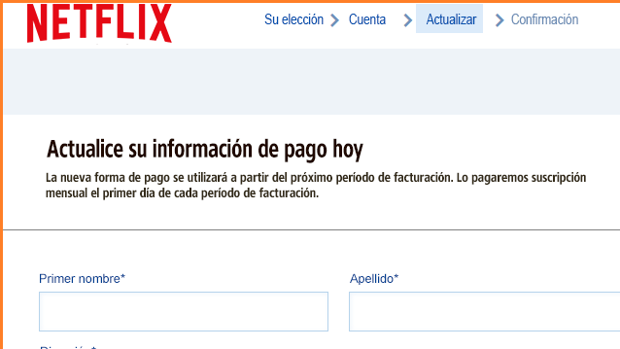 NETFLIX
Su elección > Cuenta > Actualizar > Confirmación
Actualice su información de pago hoy
La nueva forma de pago se utilizará a partir del próximo período de facturación. Lo pagaremos suscripción
mensual el primer día de cada período de facturación.
Primer nombre* Apellido*